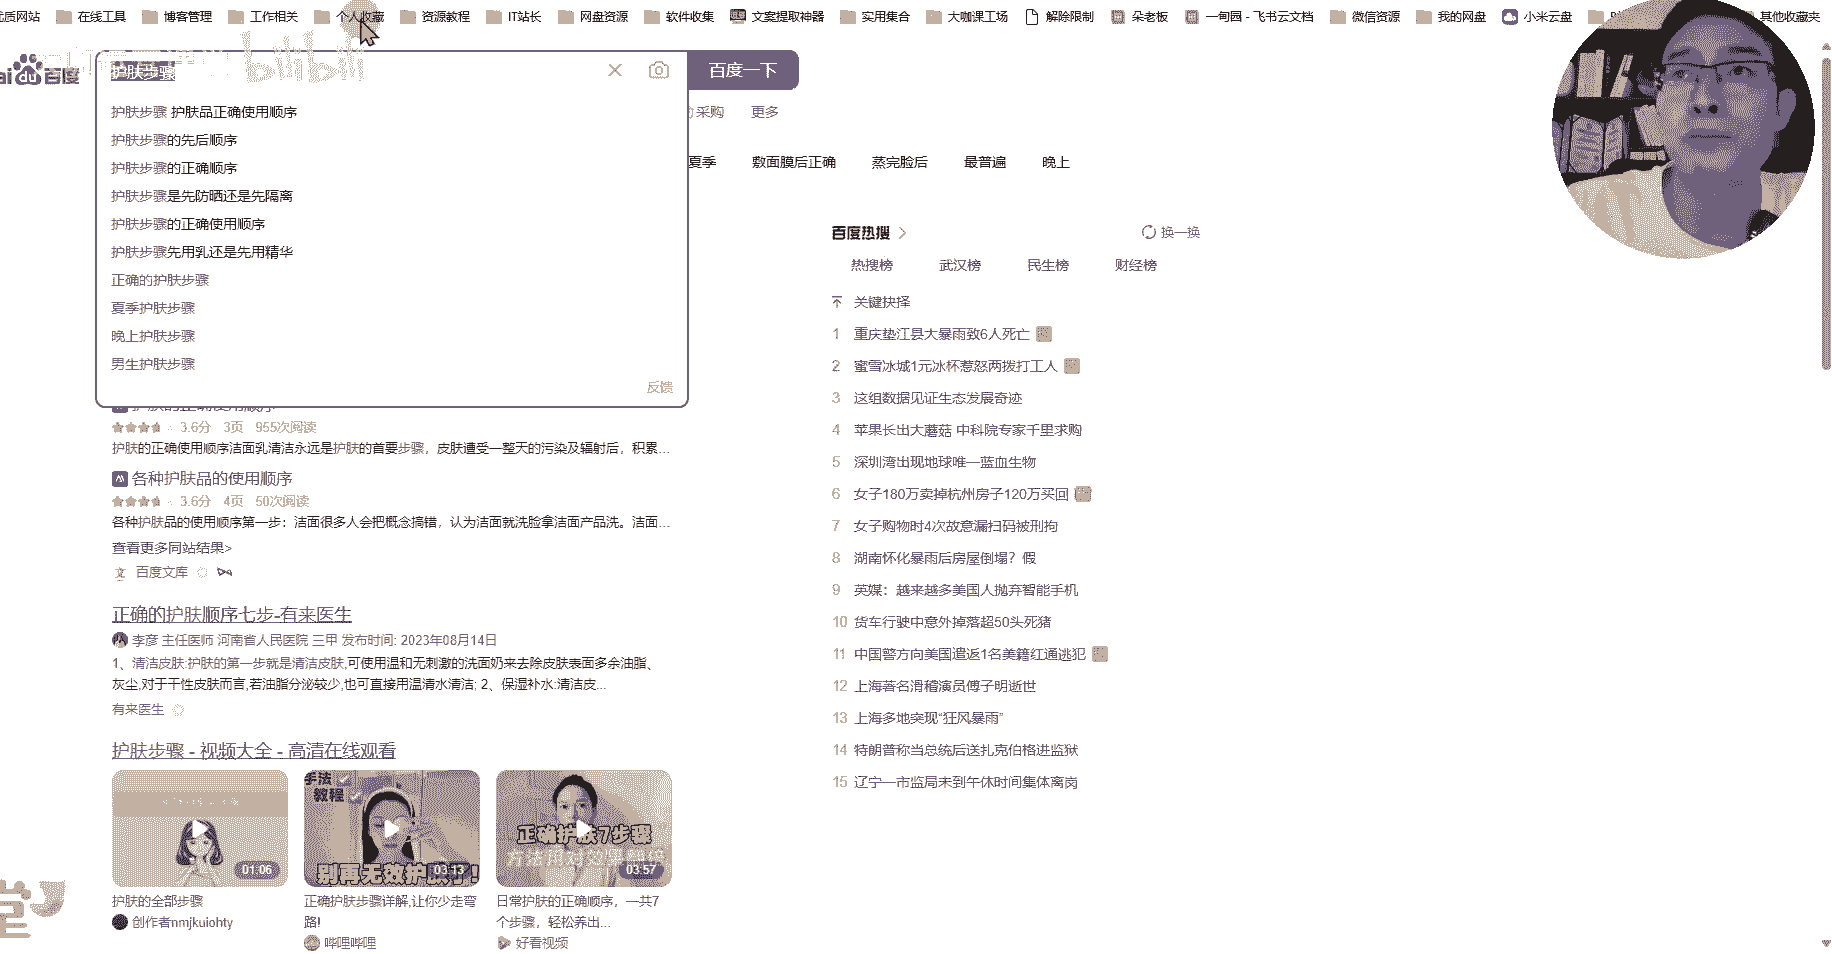 优质网站 在线工具 博客管理 工作相关 个人收藏 资源教程 IT站长 网盘资源 软件收集 文案提取神器 实用集合 大咖课工场 解除限制 朵老板 一甸园 - 飞书云文档 微信资源 我的网盘 小米云盘 其他收藏夹
bilibili
Baidu百度 护肤步骤 百度一下
护肤步骤 护肤品正确使用顺序
采购 更多
护肤步骤的先后顺序
护肤步骤的正确顺序
夏季 敷面膜后正确 蒸完脸后 最普遍 晚上
护肤步骤是先防晒还是先隔离
护肤步骤的正确使用顺序
护肤步骤先用乳还是先用精华
正确的护肤步骤
夏季护肤步骤
晚上护肤步骤
男生护肤步骤
反馈
护肤的正确使用顺序
3.6分 3页 955次阅读
护肤的正确使用顺序洁面乳清洁永远是护肤的首要步骤，皮肤遭受一整天的污染及辐射后，积累...
各种护肤品的使用顺序
3.6分 4页 50次阅读
各种护肤品的使用顺序第一步：洁面很多人会把概念搞错，认为洁面就洗脸拿洁面产品洗。洁面...
查看更多同站结果>
百度文库
正确的护肤顺序七步-有来医生
李彦 主任医师 河南省人民医院 三甲 发布时间: 2023年08月14日
1、清洁皮肤:护肤的第一步就是清洁皮肤,可使用温和无刺激的洗面奶来去除皮肤表面多余油脂、
灰尘,对于干性皮肤而言,若油脂分泌较少,也可直接用温清水清洁; 2、保湿补水:清洁皮...
有来医生
护肤步骤 - 视频大全 - 高清在线观看
01:06
手法
教程
别再无效护肤了!
03:13
正确护肤7步骤
方法用对效果翻倍
03:57
护肤的全部步骤
创作者nmjkuiohty
正确护肤步骤详解,让你少走弯
路!
哔哩哔哩
日常护肤的正确顺序，一共7
个步骤，轻松养出...
好看视频
堂
百度热搜 换一换
热搜榜 武汉榜 民生榜 财经榜
关键抉择
1 重庆垫江县大暴雨致6人死亡
2 蜜雪冰城1元冰杯惹怒两拨打工人
3 这组数据见证生态发展奇迹
4 苹果长出大蘑菇 中科院专家千里求购
5 深圳湾出现地球唯一蓝血生物
6 女子180万卖掉杭州房子120万买回
7 女子购物时4次故意漏扫码被刑拘
8 湖南怀化暴雨后房屋倒塌？假
9 英媒：越来越多美国人抛弃智能手机
10 货车行驶中意外掉落超50头死猪
11 中国警方向美国遣返1名美籍红通逃犯
12 上海著名滑稽演员傅子明逝世
13 上海多地突现“狂风暴雨”
14 特朗普称当总统后送扎克伯格进监狱
15 辽宁一市监局未到午休时间集体离岗